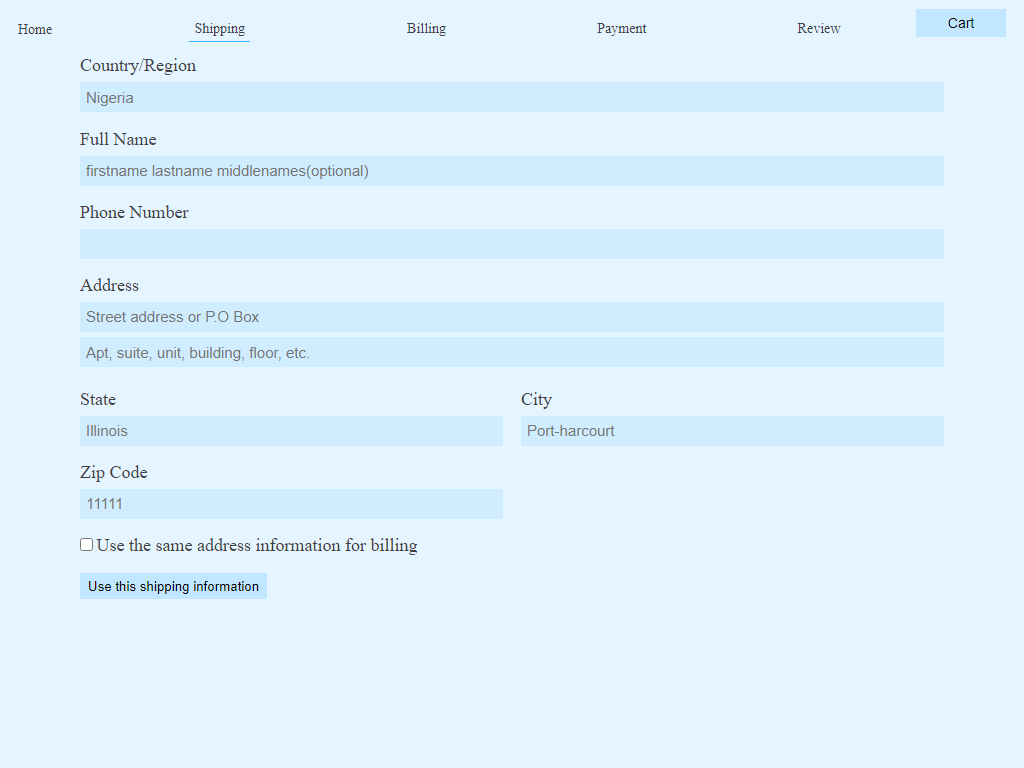 Home Shipping Billing Payment Review Cart
Country/Region
Nigeria
Full Name
firstname lastname middlenames(optional)
Phone Number
Address
Street address or P.O Box
Apt, suite, unit, building, floor, etc.
State City
Illinois Port-harcourt
Zip Code
11111
Use the same address information for billing
Use this shipping information